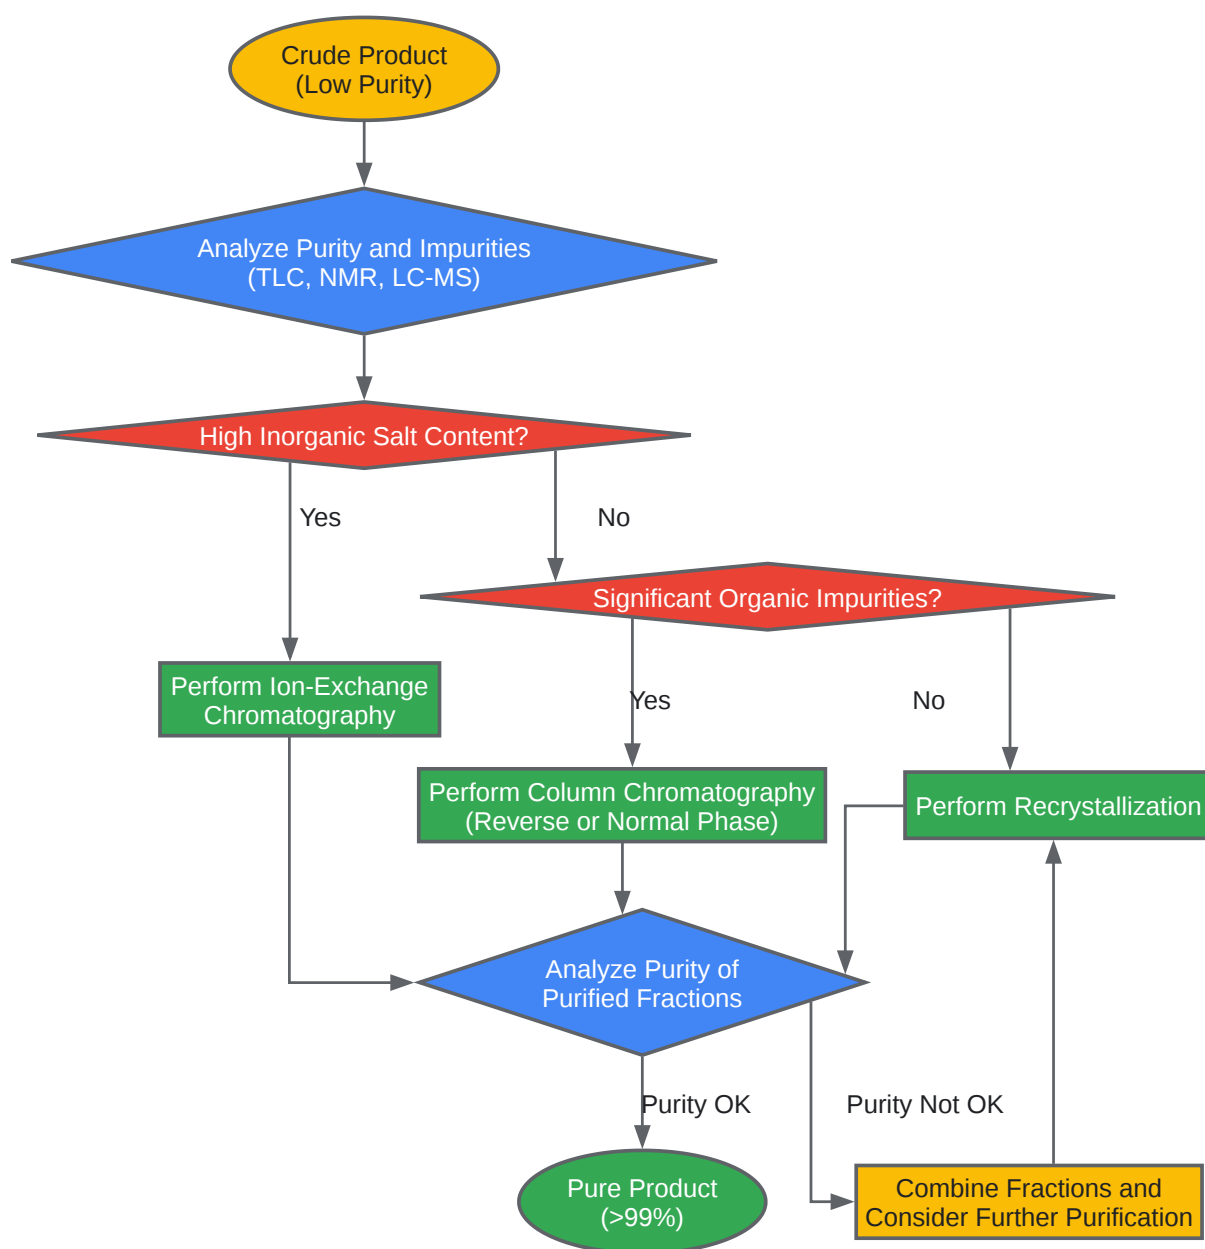 Crude Product
(Low Purity)
Analyze Purity and Impurities
(TLC, NMR, LC-MS)
High Inorganic Salt Content?
Yes
No
Significant Organic Impurities?
Perform Ion-Exchange
Chromatography
Yes
No
Perform Column Chromatography
(Reverse or Normal Phase)
Perform Recrystallization
Analyze Purity of
Purified Fractions
Purity OK
Purity Not OK
Pure Product
(>99%)
Combine Fractions and
Consider Further Purification